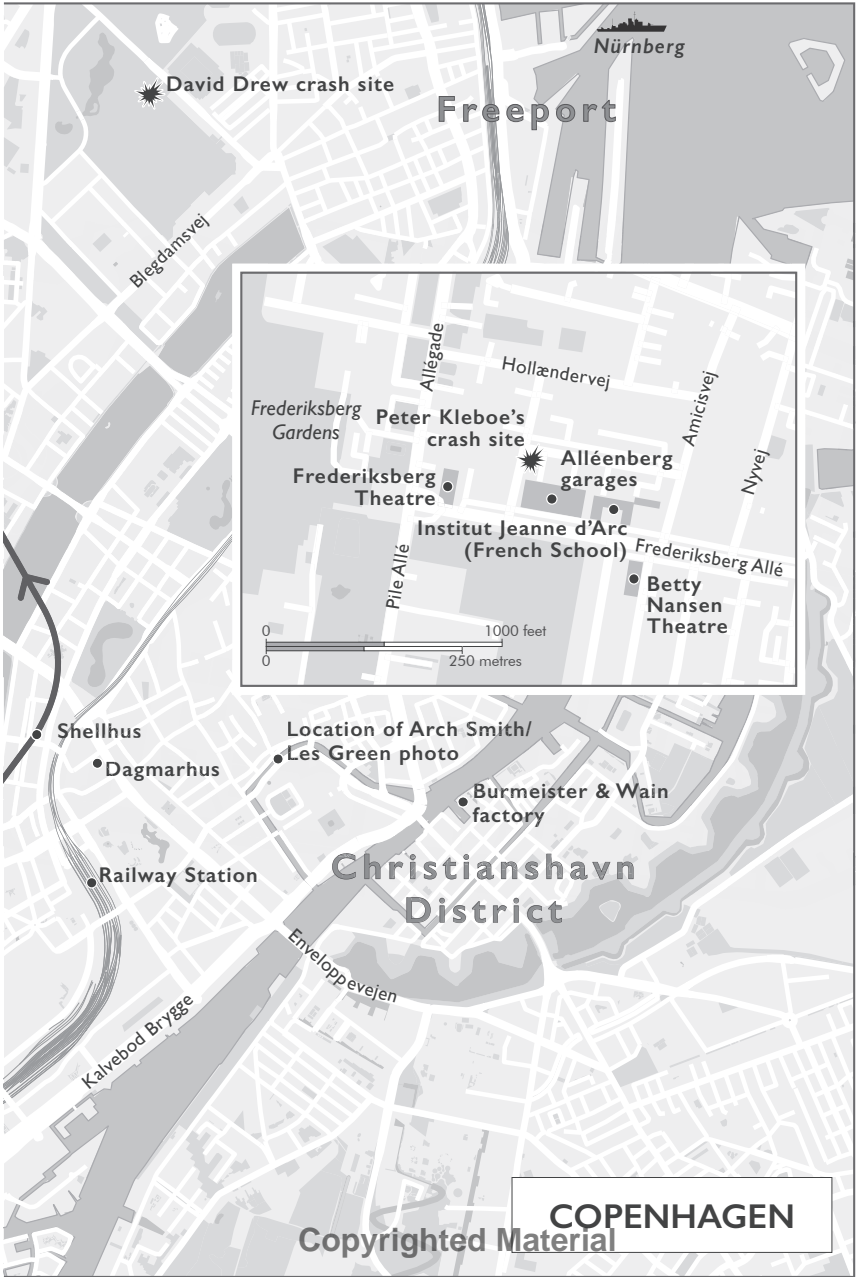 Nürnberg
David Drew crash site
Freeport
Blegdamsvej
Allégade
Hollændervej
Amicisvej
Nyvej
Frederiksberg
Gardens
Peter Kleboe’s
crash site
Alléenberg
garages
Frederiksberg
Theatre
Institut Jeanne d’Arc
(French School)
Frederiksberg Allé
Pile Allé
Betty
Nansen
Theatre
0
1000 feet
0
250 metres
Shellhus
Dagmarhus
Location of Arch Smith/
Les Green photo
Burmeister & Wain
factory
Railway Station
Christianshavn
District
Enveloppevejen
Kalvebod Brygge
COPENHAGEN
Copyrighted Material